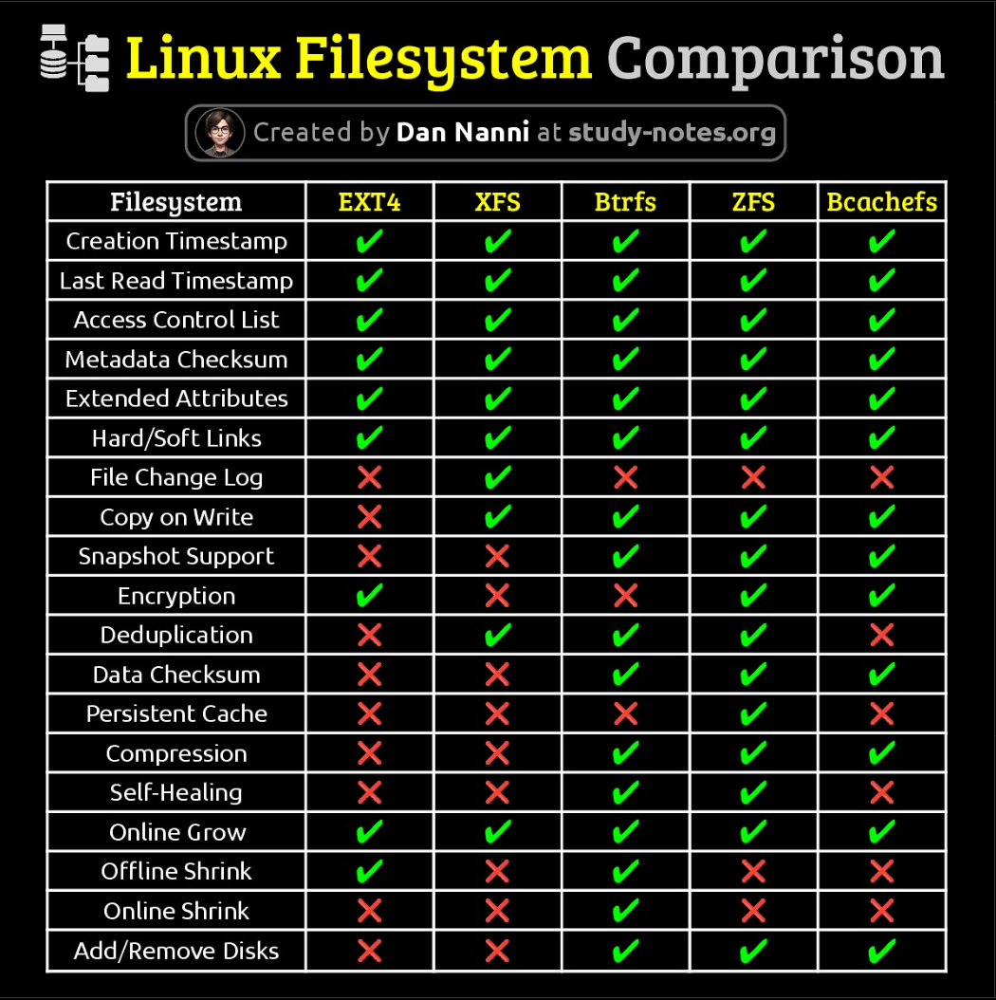 Linux Filesystem Comparison
Created by Dan Nanni at study-notes.org
Filesystem EXT4 XFS Btrfs ZFS Bcachefs
Creation Timestamp ✔ ✔ ✔ ✔ ✔
Last Read Timestamp ✔ ✔ ✔ ✔ ✔
Access Control List ✔ ✔ ✔ ✔ ✔
Metadata Checksum ✔ ✔ ✔ ✔ ✔
Extended Attributes ✔ ✔ ✔ ✔ ✔
Hard/Soft Links ✔ ✔ ✔ ✔ ✔
File Change Log ❌ ✔ ❌ ❌ ❌
Copy on Write ❌ ✔ ✔ ✔ ✔
Snapshot Support ❌ ❌ ✔ ✔ ✔
Encryption ✔ ❌ ❌ ✔ ✔
Deduplication ❌ ✔ ✔ ✔ ❌
Data Checksum ❌ ❌ ✔ ✔ ✔
Persistent Cache ❌ ❌ ❌ ✔ ❌
Compression ❌ ❌ ✔ ✔ ✔
Self-Healing ❌ ❌ ✔ ✔ ❌
Online Grow ✔ ✔ ✔ ✔ ✔
Offline Shrink ✔ ❌ ✔ ❌ ❌
Online Shrink ❌ ❌ ✔ ❌ ❌
Add/Remove Disks ❌ ❌ ✔ ✔ ✔